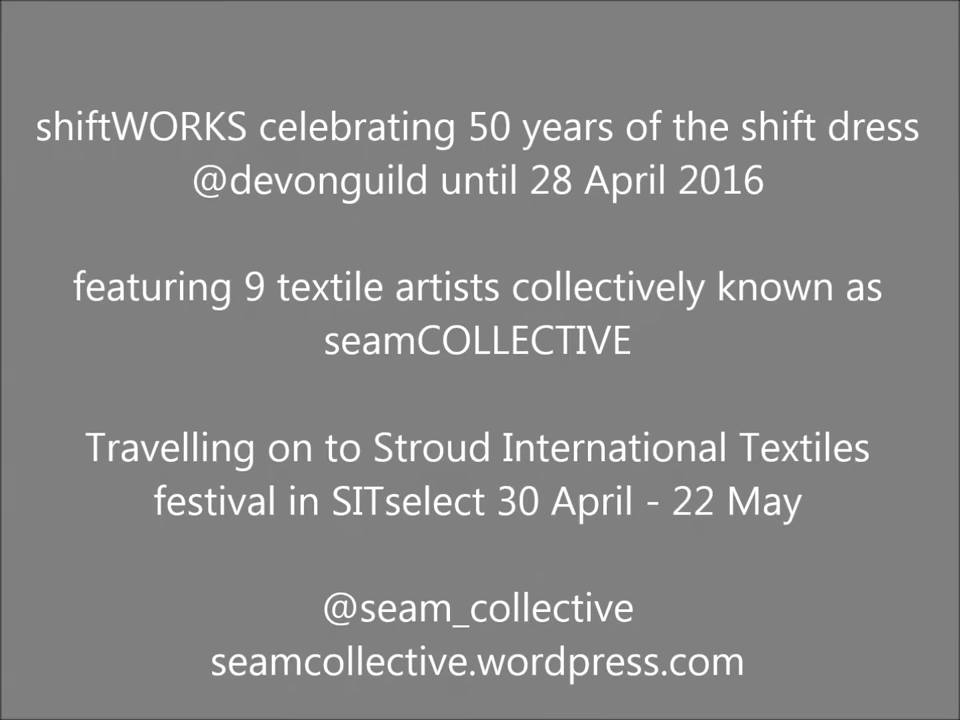 shiftWORKS celebrating 50 years of the shift dress
@devonguild until 28 April 2016
featuring 9 textile artists collectively known as
seamCOLLECTIVE
Travelling on to Stroud International Textiles
festival in SITselect 30 April - 22 May
@seam_collective
seamcollective.wordpress.com